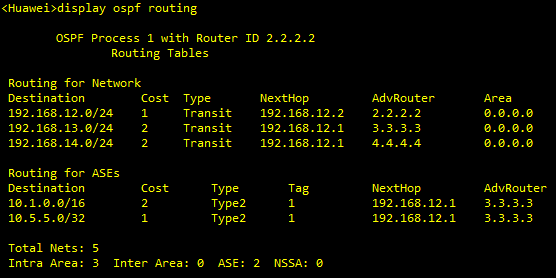 <Huawei>display ospf routing
OSPF Process 1 with Router ID 2.2.2.2
Routing Tables
Routing for Network
Destination Cost Type NextHop AdvRouter Area
192.168.12.0/24 1 Transit 192.168.12.2 2.2.2.2 0.0.0.0
192.168.13.0/24 2 Transit 192.168.12.1 3.3.3.3 0.0.0.0
192.168.14.0/24 2 Transit 192.168.12.1 4.4.4.4 0.0.0.0
Routing for ASEs
Destination Cost Type Tag NextHop AdvRouter
10.1.0.0/16 2 Type2 1 192.168.12.1 3.3.3.3
10.5.5.0/32 1 Type2 1 192.168.12.1 3.3.3.3
Total Nets: 5
Intra Area: 3 Inter Area: 0 ASE: 2 NSSA: 0